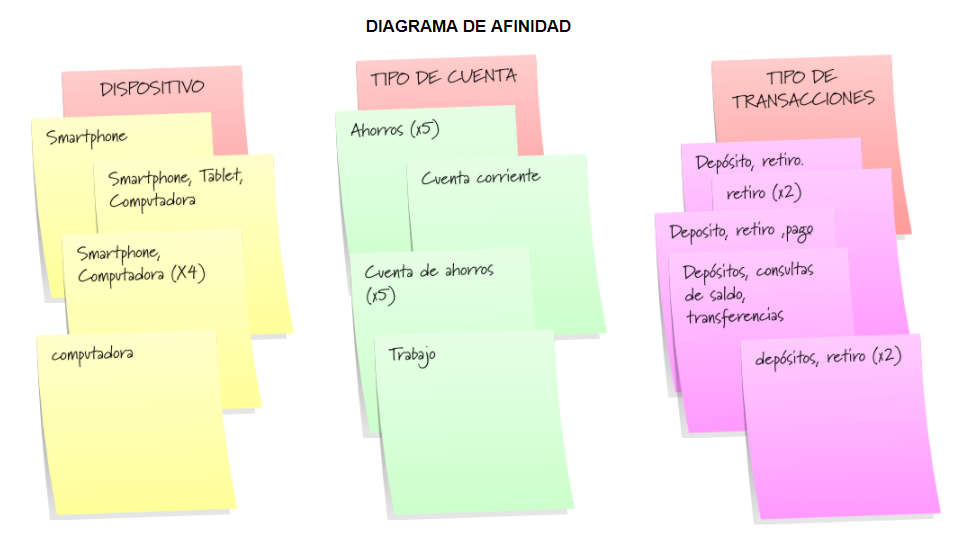 DIAGRAMA DE AFINIDAD
DISPOSITIVO
Smartphone
Smartphone, Tablet,
Computadora
Smartphone,
Computadora (X4)
computadora
TIPO DE CUENTA
Ahorros (x5)
Cuenta corriente
Cuenta de ahorros
(x5)
Trabajo
TIPO DE
TRANSACCIONES
Depósito, retiro.
retiro (x2)
Deposito, retiro ,pago
Depósitos, consultas
de saldo,
transferencias
depósitos, retiro (x2)